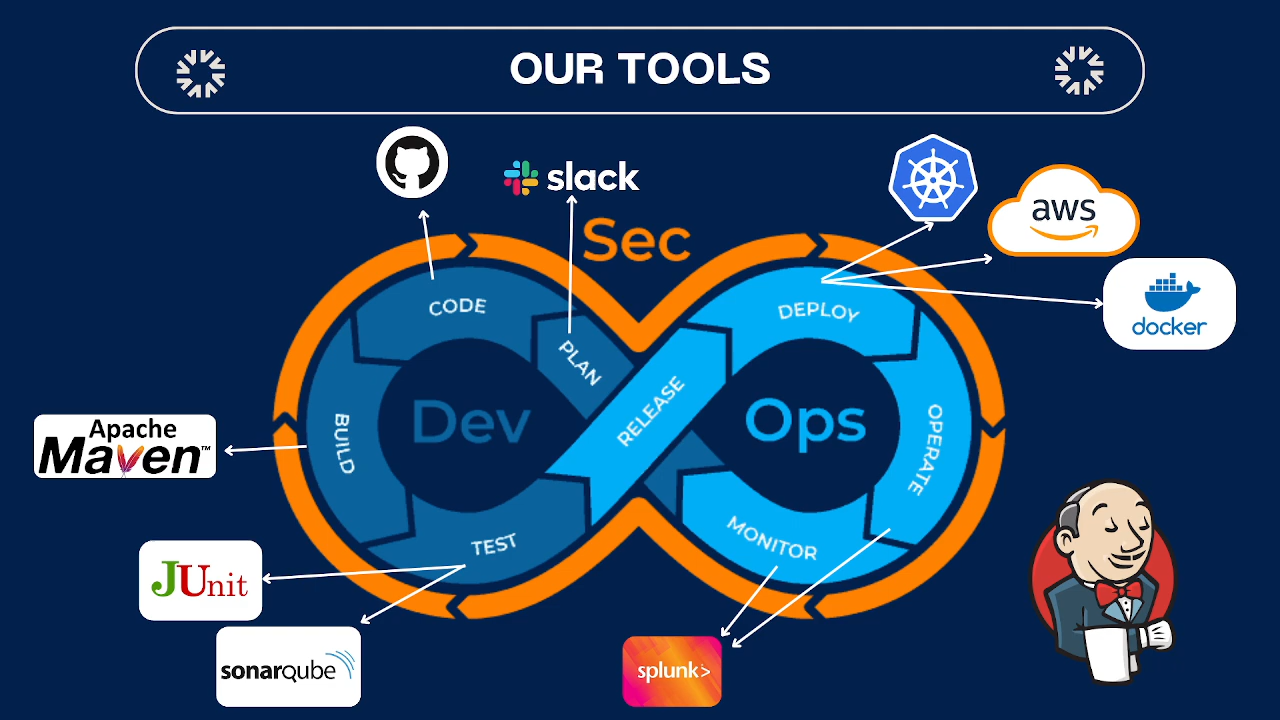 OUR TOOLS
slack
Sec
aws
docker
CODE
PLAN
DEPLOY
RELEASE
Dev
Ops
BUILD
OPERATE
Apache
Maven™
TEST
MONITOR
JUnit
sonarqube
splunk>